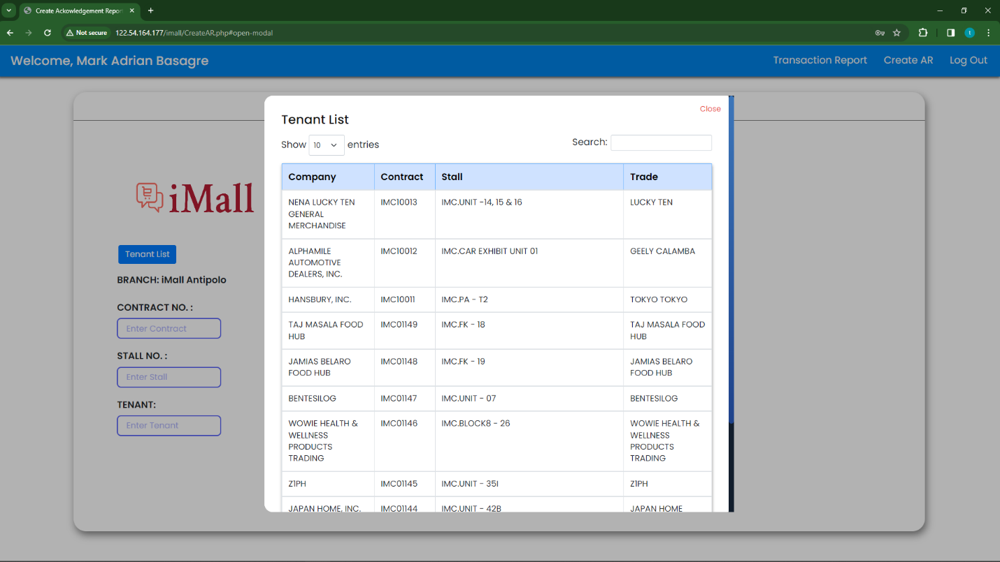 Create Ackowledgement Repor
Not secure
122.54.164.177/imall/CreateAR.php#open-modal
t
Welcome, Mark Adrian Basagre
Transaction Report
Create AR
Log Out
iMall
Tenant List
BRANCH: iMall Antipolo
CONTRACT NO. :
Enter Contract
STALL NO. :
Enter Stall
TENANT:
Enter Tenant
Close
Tenant List
Show 10 entries
Search:
Company Contract Stall Trade
NENA LUCKY TEN IMC10013 IMC.UNIT -14, 15 & 16 LUCKY TEN
GENERAL
MERCHANDISE
ALPHAMILE IMC10012 IMC.CAR EXHIBIT UNIT 01 GEELY CALAMBA
AUTOMOTIVE
DEALERS, INC.
HANSBURY, INC. IMC10011 IMC.PA - T2 TOKYO TOKYO
TAJ MASALA FOOD IMC01149 IMC.FK - 18 TAJ MASALA FOOD
HUB HUB
JAMIAS BELARO IMC01148 IMC.FK - 19 JAMIAS BELARO
FOOD HUB FOOD HUB
BENTESILOG IMC01147 IMC.UNIT - 07 BENTESILOG
WOWIE HEALTH & IMC01146 IMC.BLOCK8 - 26 WOWIE HEALTH &
WELLNESS WELLNESS
PRODUCTS PRODUCTS
TRADING TRADING
Z1PH IMC01145 IMC.UNIT - 35I Z1PH
JAPAN HOME, INC. IMC01144 IMC.UNIT - 42B JAPAN HOME